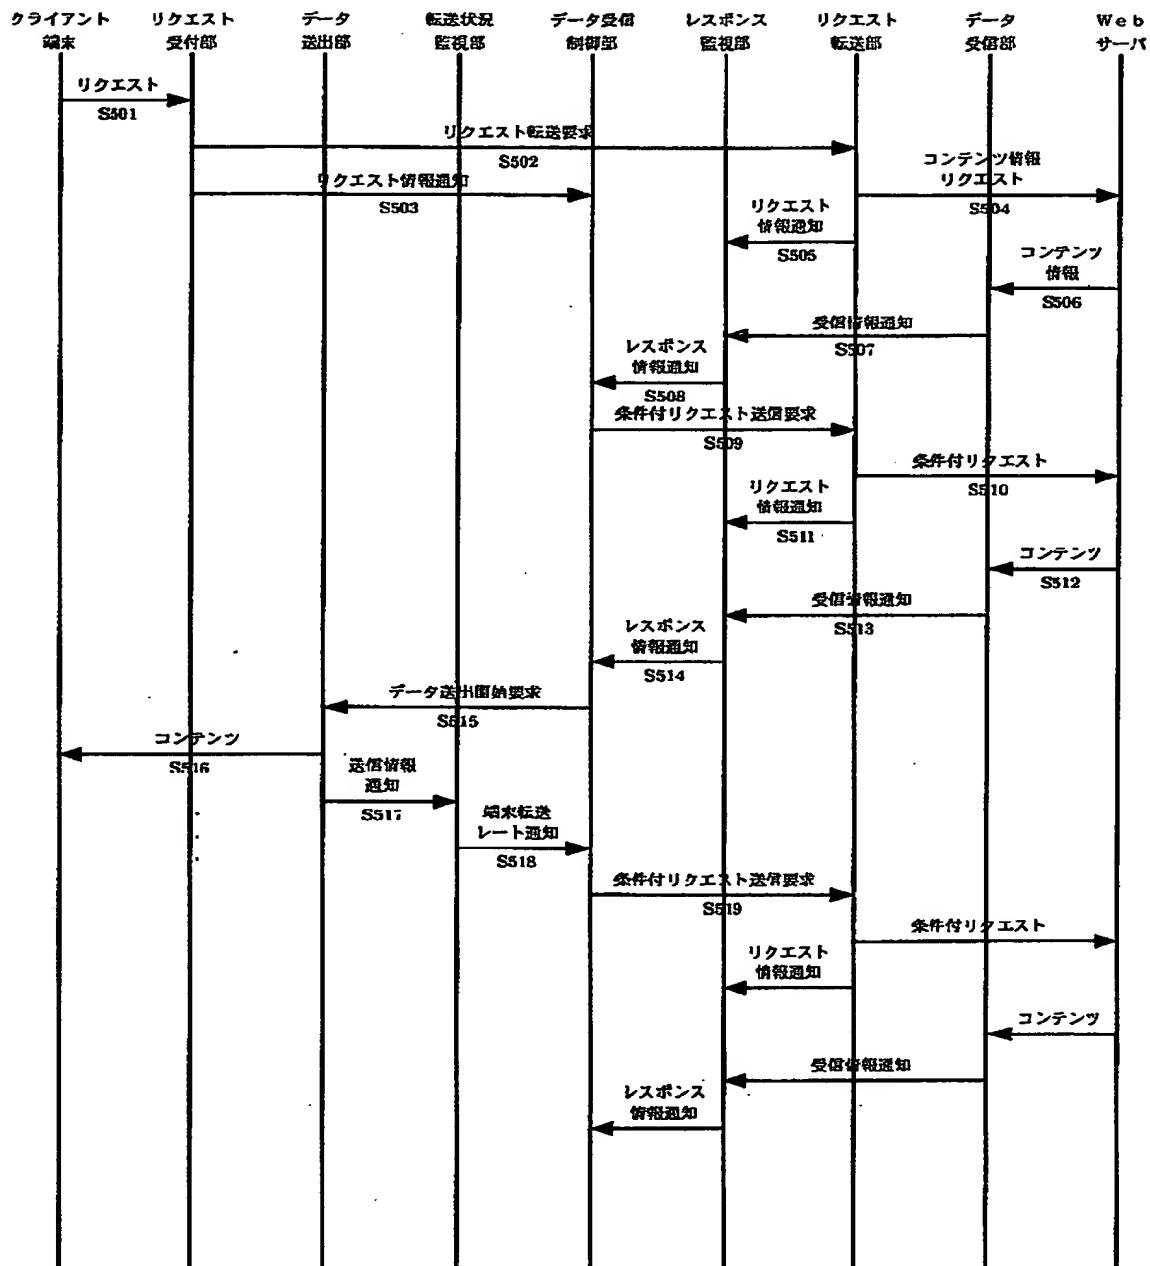 クライアント
端末
リクエスト
受付部
データ
送出部
転送状況
監視部
データ受信
制御部
レスポンス
監視部
リクエスト
転送部
データ
受信部
Web
サーバ
リクエスト
S501
リクエスト転送要求
S502
リクエスト情報通知
S503
コンテンツ情報
リクエスト
S504
リクエスト
情報通知
S505
コンテンツ
情報
S506
受信情報通知
S507
レスポンス
情報通知
S508
条件付リクエスト送信要求
S509
条件付リクエスト
S510
リクエスト
情報通知
S511
コンテンツ
S512
受信情報通知
S513
レスポンス
情報通知
S514
データ送出開始要求
S515
コンテンツ
S516
送信情報
通知
S517
端末転送
レート通知
S518
条件付リクエスト送信要求
S519
条件付リクエスト
リクエスト
情報通知
コンテンツ
受信情報通知
レスポンス
情報通知